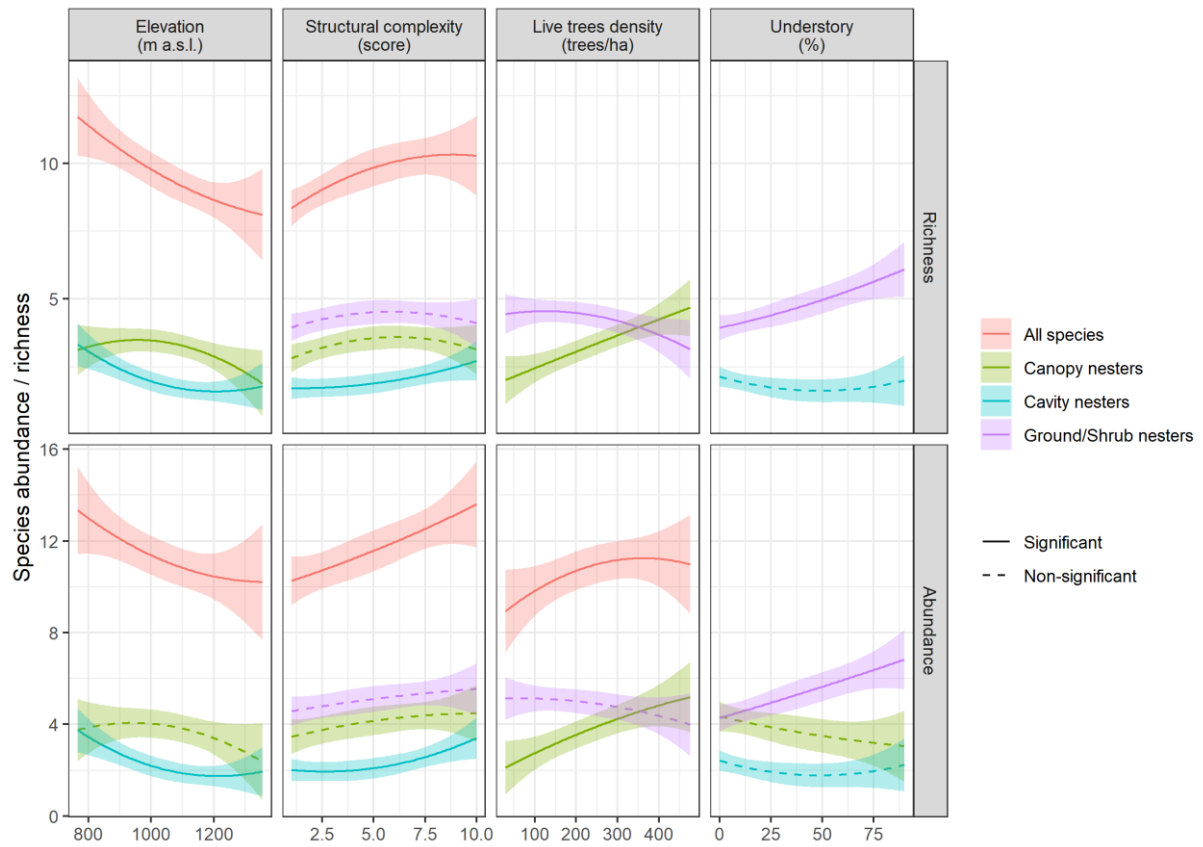 Elevation
(m a.s.l.)
Structural complexity
(score)
Live trees density
(trees/ha)
Understory
(%)
Species abundance / richness
10
5
Richness
16
12
8
4
0
Abundance
800
1000
1200
2.5
5.0
7.5
10.0
100
200
300
400
0
25
50
75
All species
Canopy nesters
Cavity nesters
Ground/Shrub nesters
Significant
Non-significant